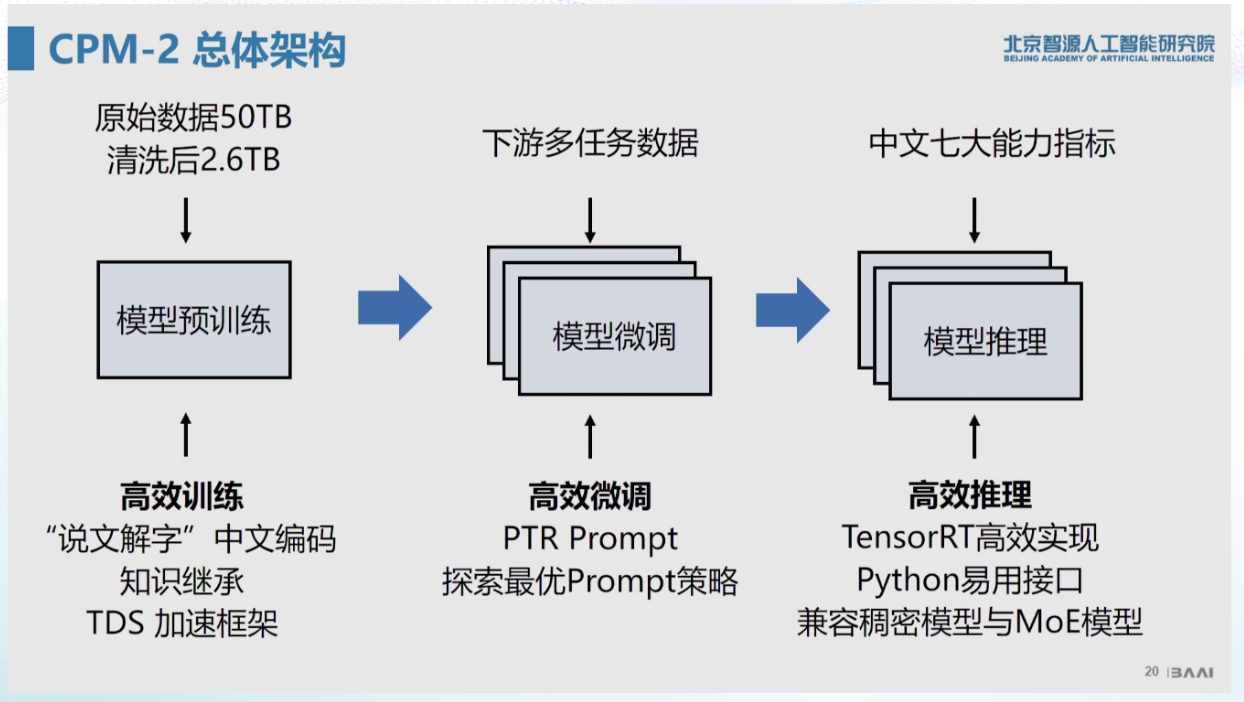 CPM-2 总体架构
北京智源人工智能研究院
BEIJING ACADEMY OF ARTIFICIAL INTELLIGENCE
原始数据50TB
清洗后2.6TB
下游多任务数据
中文七大能力指标
模型预训练
模型微调
模型推理
高效训练
“说文解字”中文编码
知识继承
TDS 加速框架
高效微调
PTR Prompt
探索最优Prompt策略
高效推理
TensorRT高效实现
Python易用接口
兼容稠密模型与MoE模型
20
BAAI